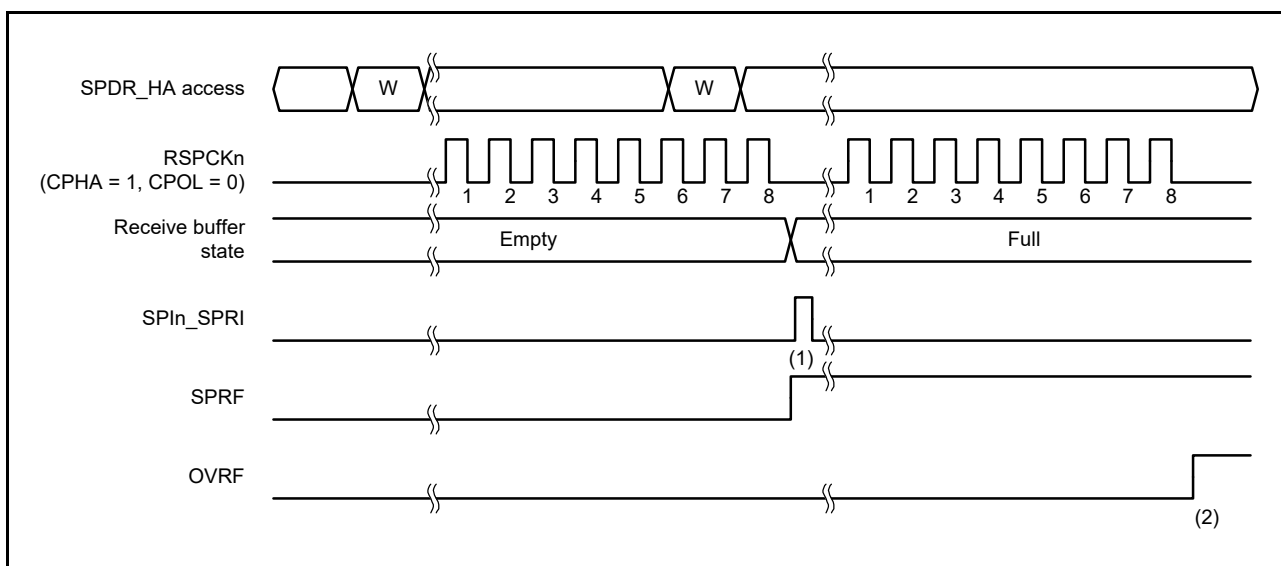 SPDR_HA access
W
W
RSPCKn
(CPHA = 1, CPOL = 0)
1 2 3 4 5 6 7 8
1 2 3 4 5 6 7 8
Receive buffer
state
Empty
Full
SPIn_SPRI
(1)
SPRF
OVRF
(2)